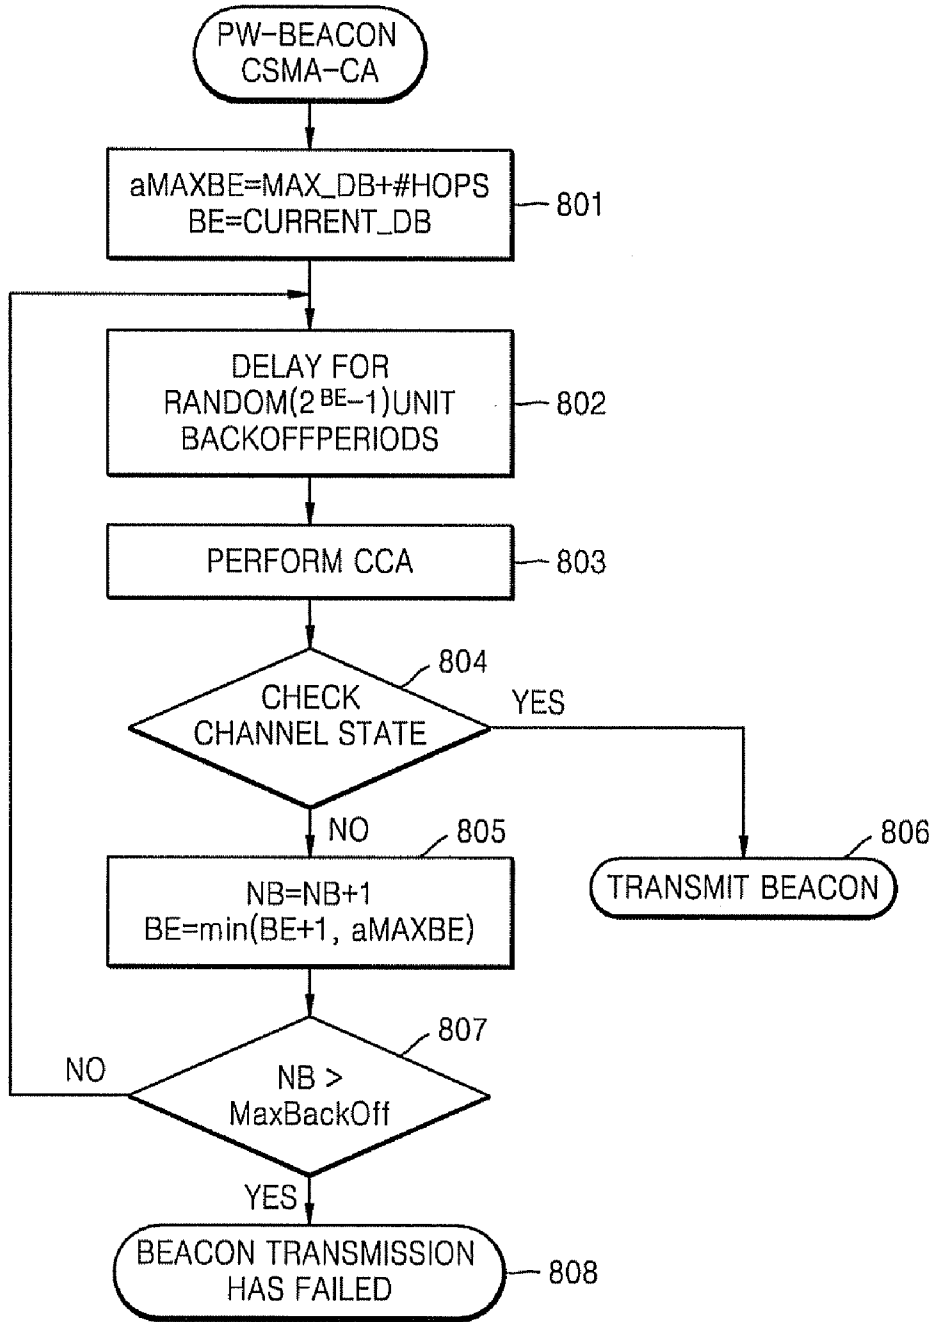 PW-BEACON
CSMA-CA
aMAXBE=MAX_DB+#HOPS
BE=CURRENT_DB
801
DELAY FOR
RANDOM(2^BE-1)UNIT
BACKOFFPERIODS
802
PERFORM CCA
803
804
CHECK
CHANNEL STATE
YES
NO
805
806
NB=NB+1
BE=min(BE+1, aMAXBE)
TRANSMIT BEACON
807
NO
NB >
MaxBackOff
YES
BEACON TRANSMISSION
HAS FAILED
808